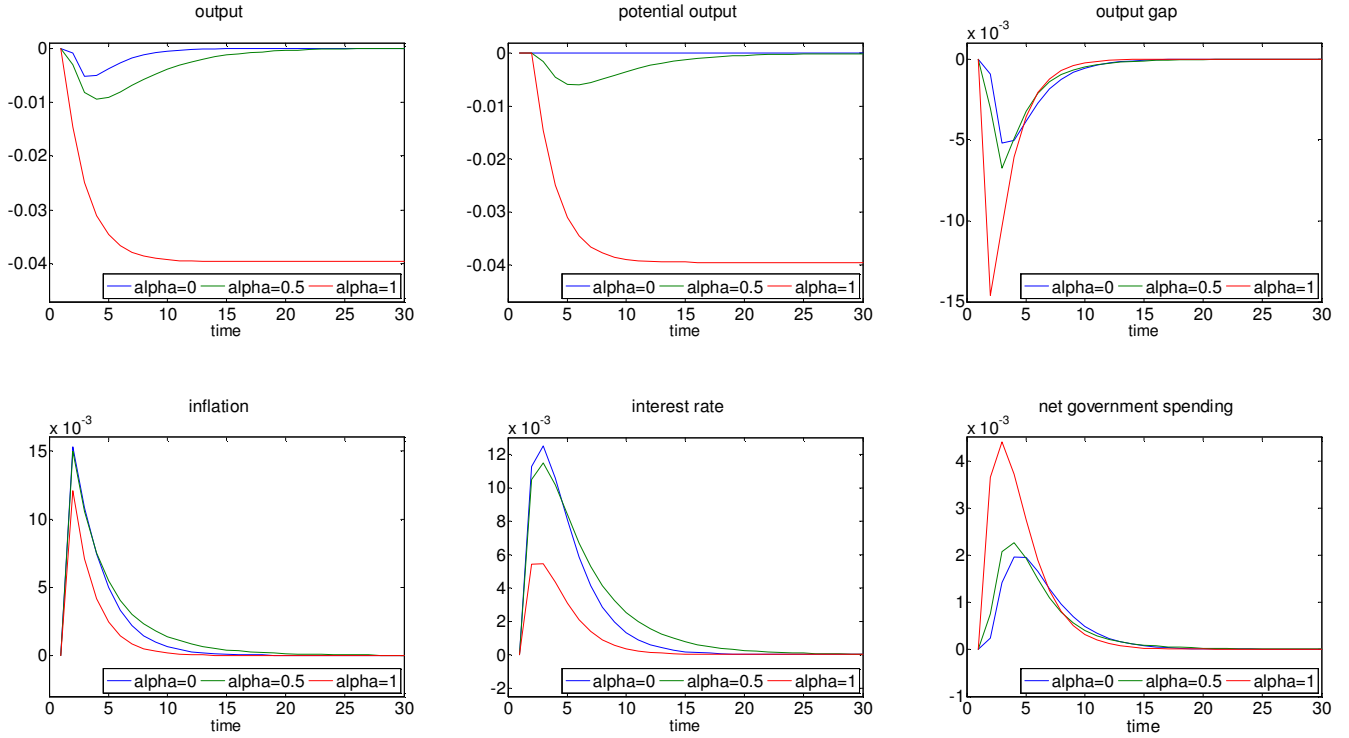 output
0
-0.01
-0.02
-0.03
-0.04
alpha=0 alpha=0.5 alpha=1
0 5 10 15 20 25 30
time
potential output
0
-0.01
-0.02
-0.03
-0.04
alpha=0 alpha=0.5 alpha=1
0 5 10 15 20 25 30
time
output gap
x 10-3
0
-5
-10
-15
alpha=0 alpha=0.5 alpha=1
0 5 10 15 20 25 30
time
inflation
x 10-3
15
10
5
0
alpha=0 alpha=0.5 alpha=1
0 5 10 15 20 25 30
time
interest rate
x 10-3
12
10
8
6
4
2
0
-2
alpha=0 alpha=0.5 alpha=1
0 5 10 15 20 25 30
time
net government spending
x 10-3
4
3
2
1
0
-1
alpha=0 alpha=0.5 alpha=1
0 5 10 15 20 25 30
time